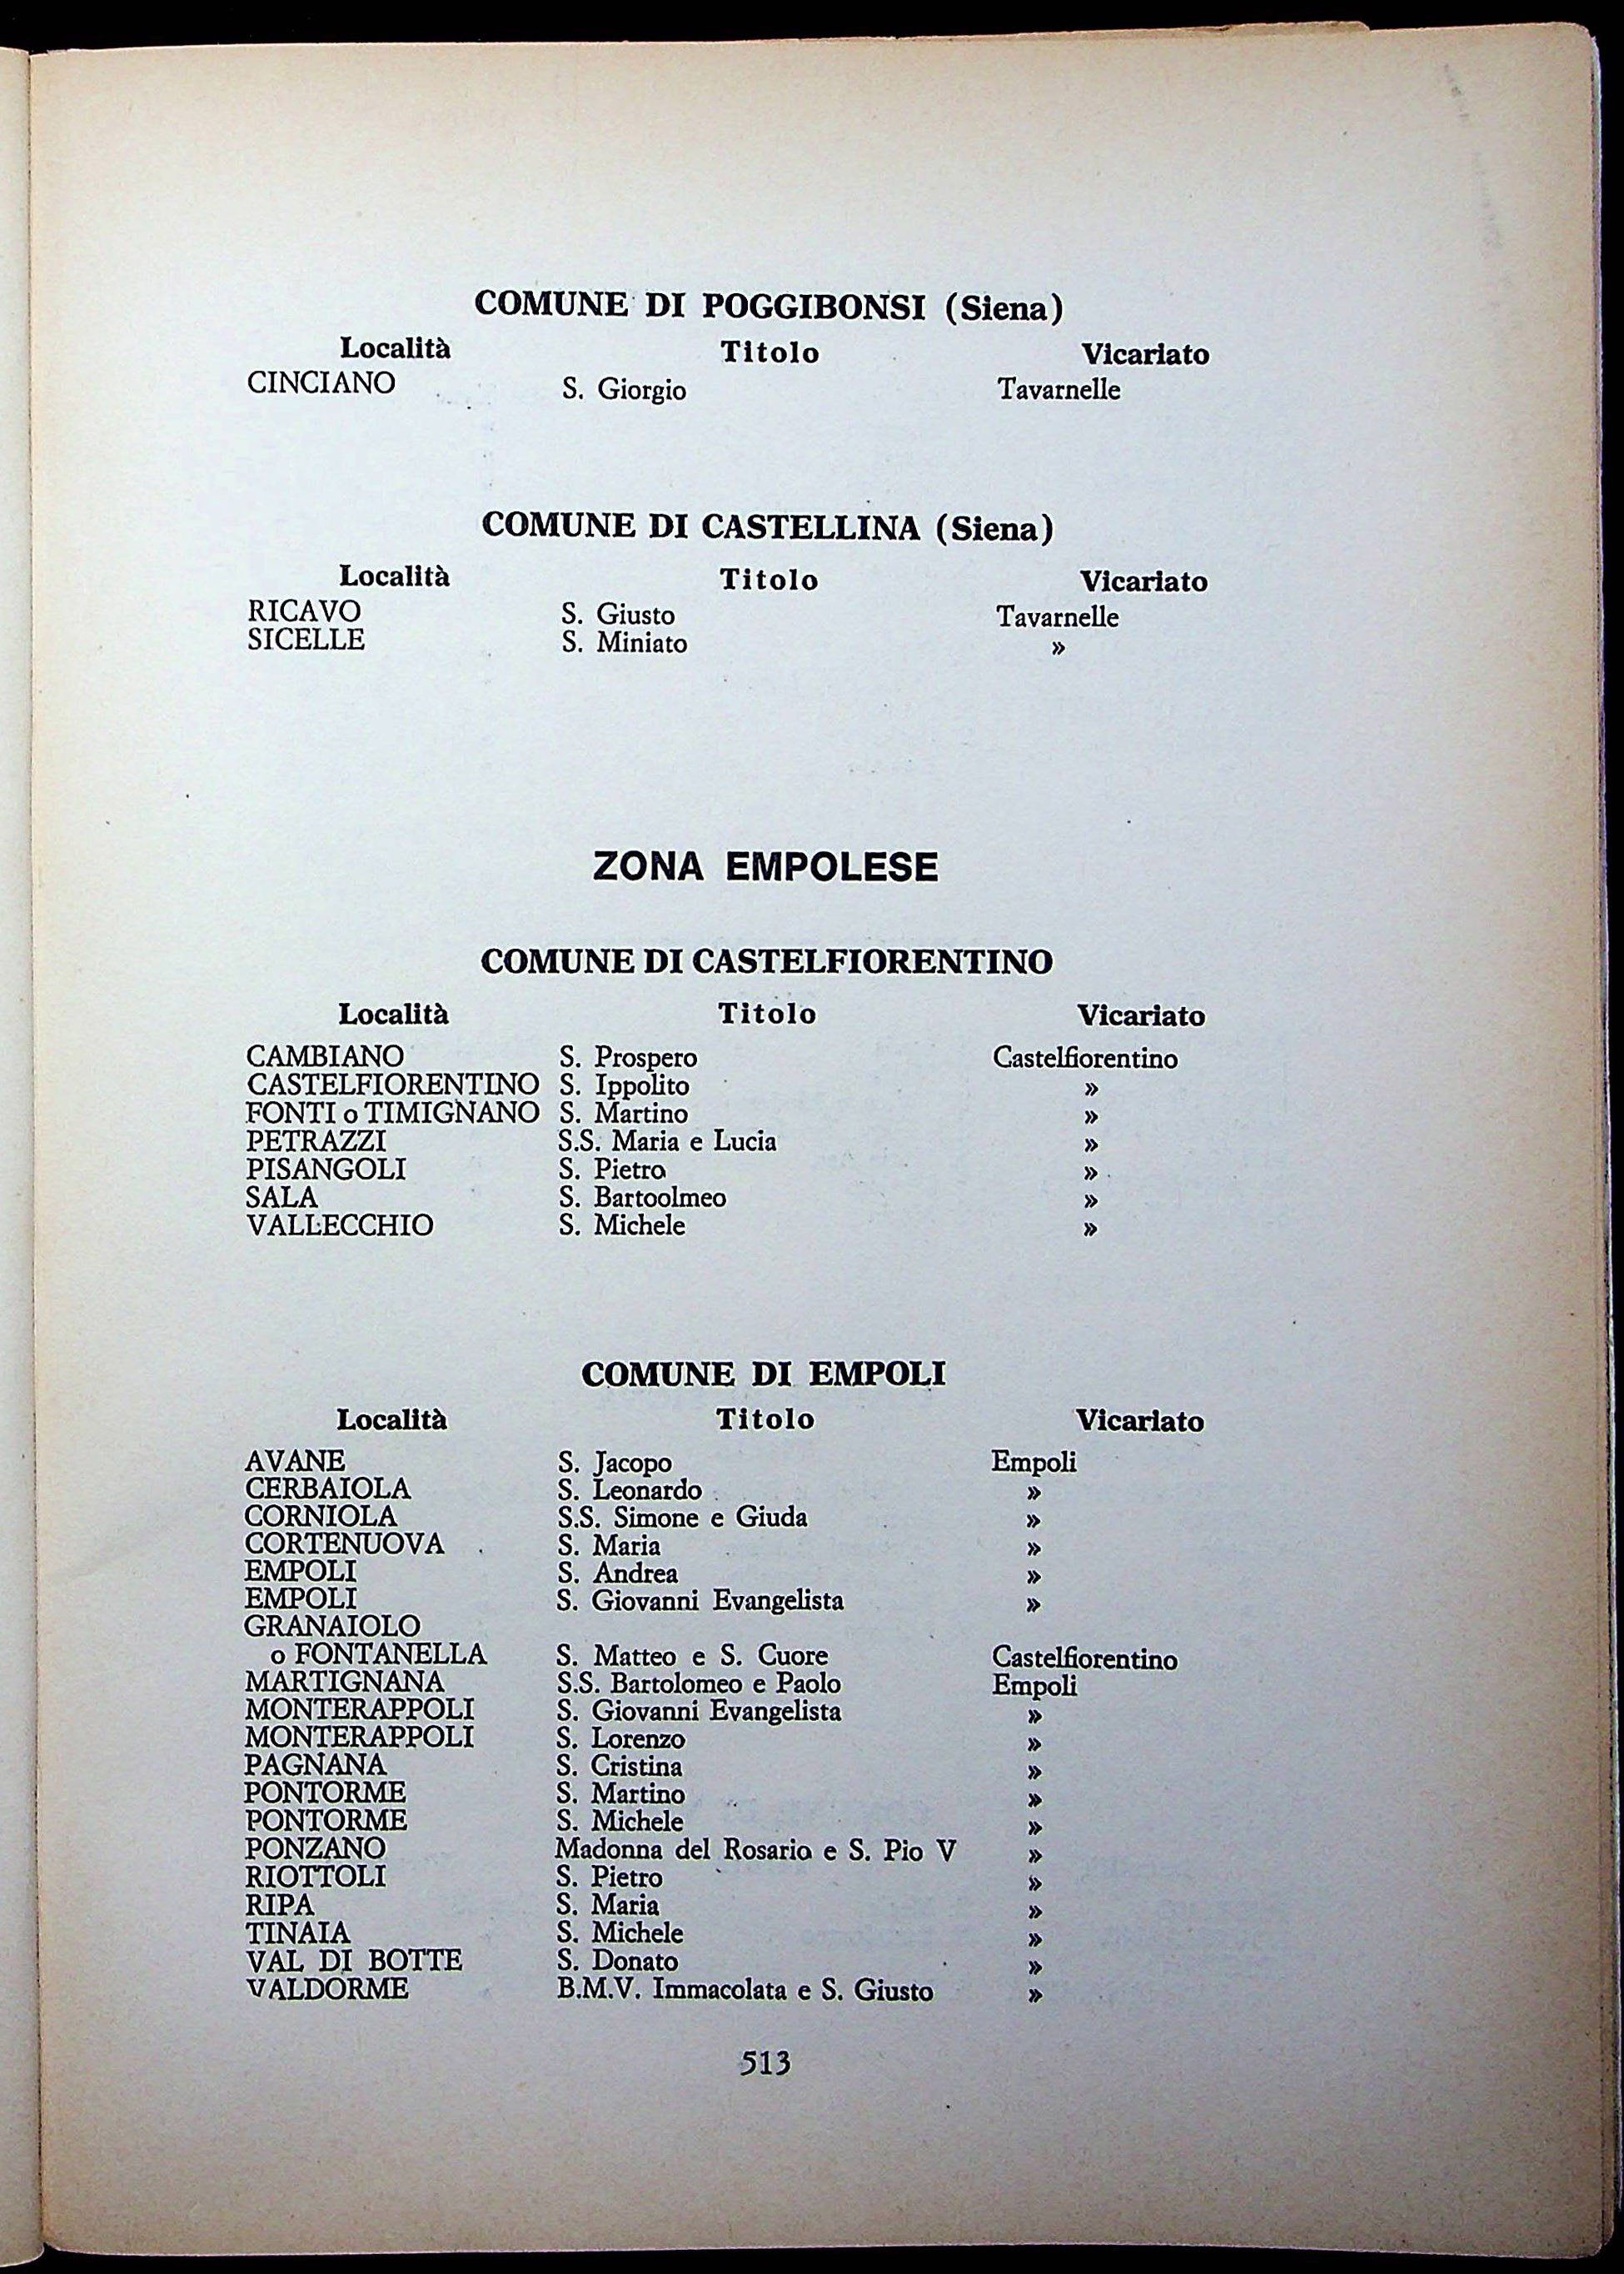 COMUNE DI POGGIBONSI (Siena)
Località Titolo Vicariato
CINCIANO S. Giorgio Tavarnelle
COMUNE DI CASTELLINA (Siena)
Località Titolo Vicariato
RICAVO S. Giusto Tavarnelle
SICELLE S. Miniato »
ZONA EMPOLESE
COMUNE DI CASTELFIORENTINO
Località Titolo Vicariato
CAMBIANO S. Prospero Castelfiorentino
CASTELFIORENTINO S. Ippolito »
FONTI o TIMIGNANO S. Martino »
PETRAZZI S.S. Maria e Lucia »
PISANGOLI S. Pietro »
SALA S. Bartoolmeo »
VALLECCHIO S. Michele »
COMUNE DI EMPOLI
Località Titolo Vicariato
AVANE S. Jacopo Empoli
CERBAIOLA S. Leonardo »
CORNIOLA S.S. Simone e Giuda »
CORTENUOVA S. Maria »
EMPOLI S. Andrea »
EMPOLI S. Giovanni Evangelista »
GRANAIOLO
o FONTANELLA S. Matteo e S. Cuore Castelfiorentino
MARTIGNANA S.S. Bartolomeo e Paolo Empoli
MONTERAPPOLI S. Giovanni Evangelista »
MONTERAPPOLI S. Lorenzo »
PAGNANA S. Cristina »
PONTORME S. Martino »
PONTORME S. Michele »
PONZANO Madonna del Rosario e S. Pio V »
RIOTTOLI S. Pietro »
RIPA S. Maria »
TINAIA S. Michele »
VAL DI BOTTE S. Donato »
VALDORME B.M.V. Immacolata e S. Giusto »
513